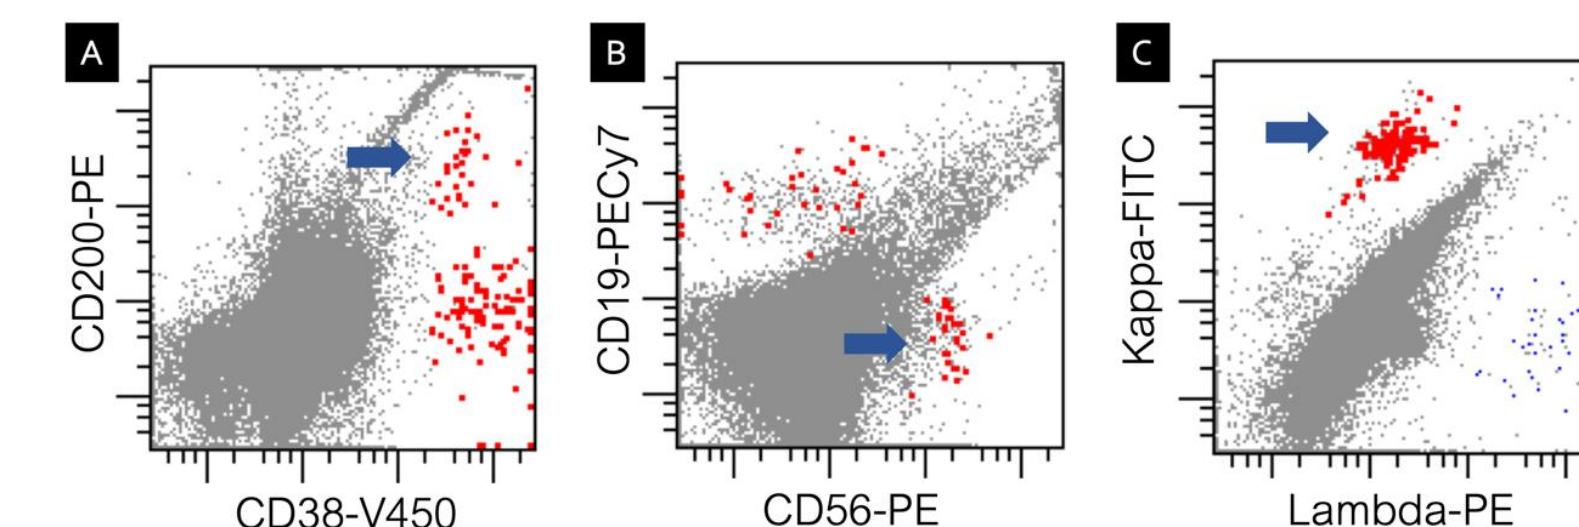 A
B
C
CD200-PE
CD38-V450
CD19-PECy7
CD56-PE
Kappa-FITC
Lambda-PE